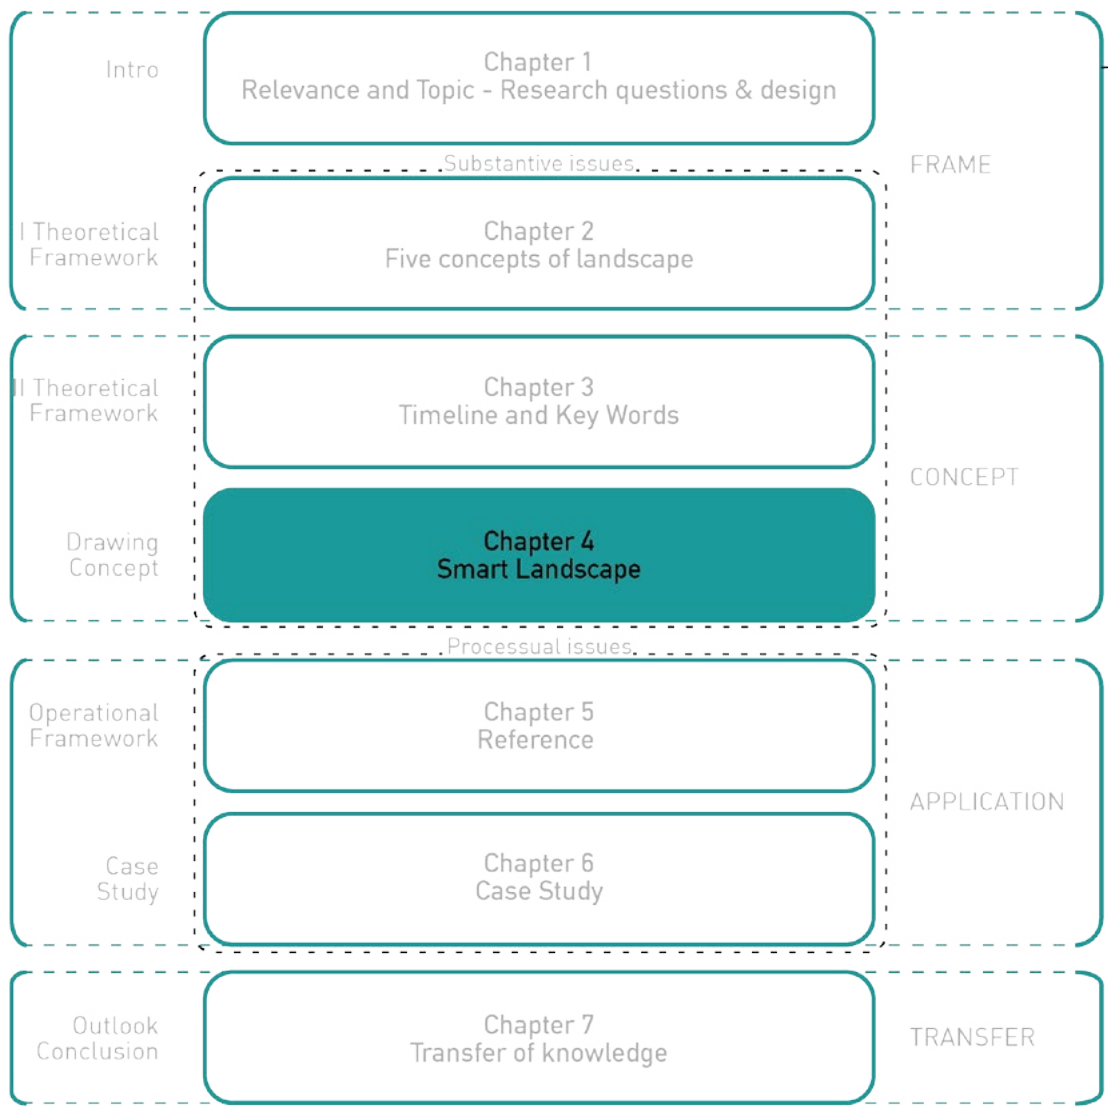 Intro
Chapter 1
Relevance and Topic - Research questions & design
Substantive issues
FRAME
I Theoretical
Framework
Chapter 2
Five concepts of landscape
II Theoretical
Framework
Chapter 3
Timeline and Key Words
CONCEPT
Drawing
Concept
Chapter 4
Smart Landscape
Processual issues
Operational
Framework
Chapter 5
Reference
APPLICATION
Case
Study
Chapter 6
Case Study
Outlook
Conclusion
Chapter 7
Transfer of knowledge
TRANSFER